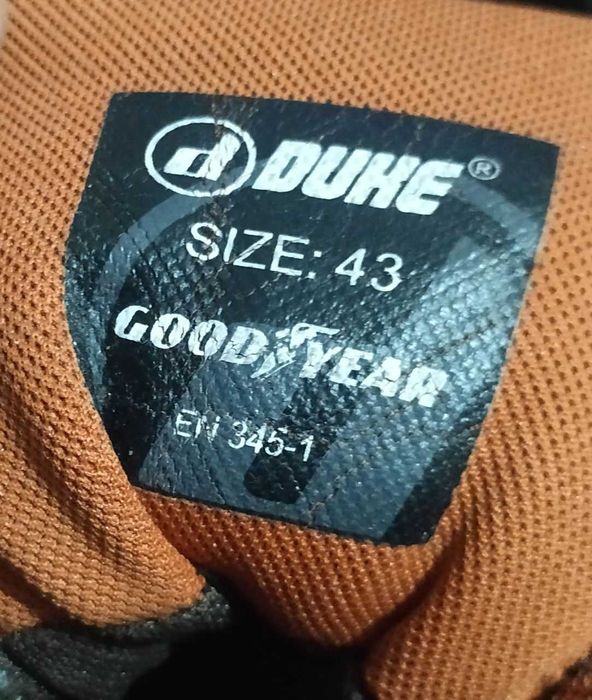 d DUKE®
SIZE: 43
GOODYEAR
EN 345-1